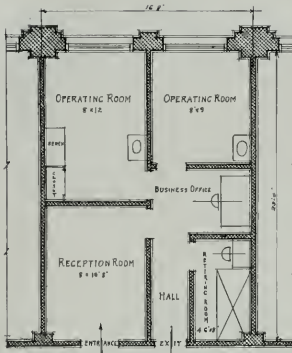 16'8"
OPERATING ROOM
8 X 12
OPERATING ROOM
8' X 9'
BENCH
CLOSET
BUSINESS OFFICE
RECEPTION ROOM
8 X 10' 8"
HALL
RETIRING ROOM
ENTRANCE